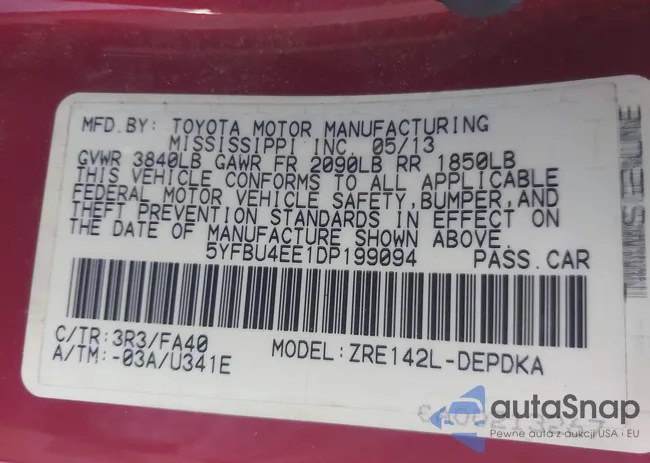 MFD.BY: TOYOTA MOTOR MANUFACTURING
MISSISSIPPI INC. 05/13
GVWR 3840LB GAWR FR 2090LB RR 1850LB
THIS VEHICLE CONFORMS TO ALL APPLICABLE
FEDERAL MOTOR VEHICLE SAFETY,BUMPER,AND
THEFT PREVENTION STANDARDS IN EFFECT ON
THE DATE OF MANUFACTURE SHOWN ABOVE.
5YFBU4EE1DP199094 PASS.CAR
C/TR:3R3/FA40
A/TM:-03A/U341E
MODEL:ZRE142L-DEPDKA
autoSnap
Pewne auta z aukcji USA i EU